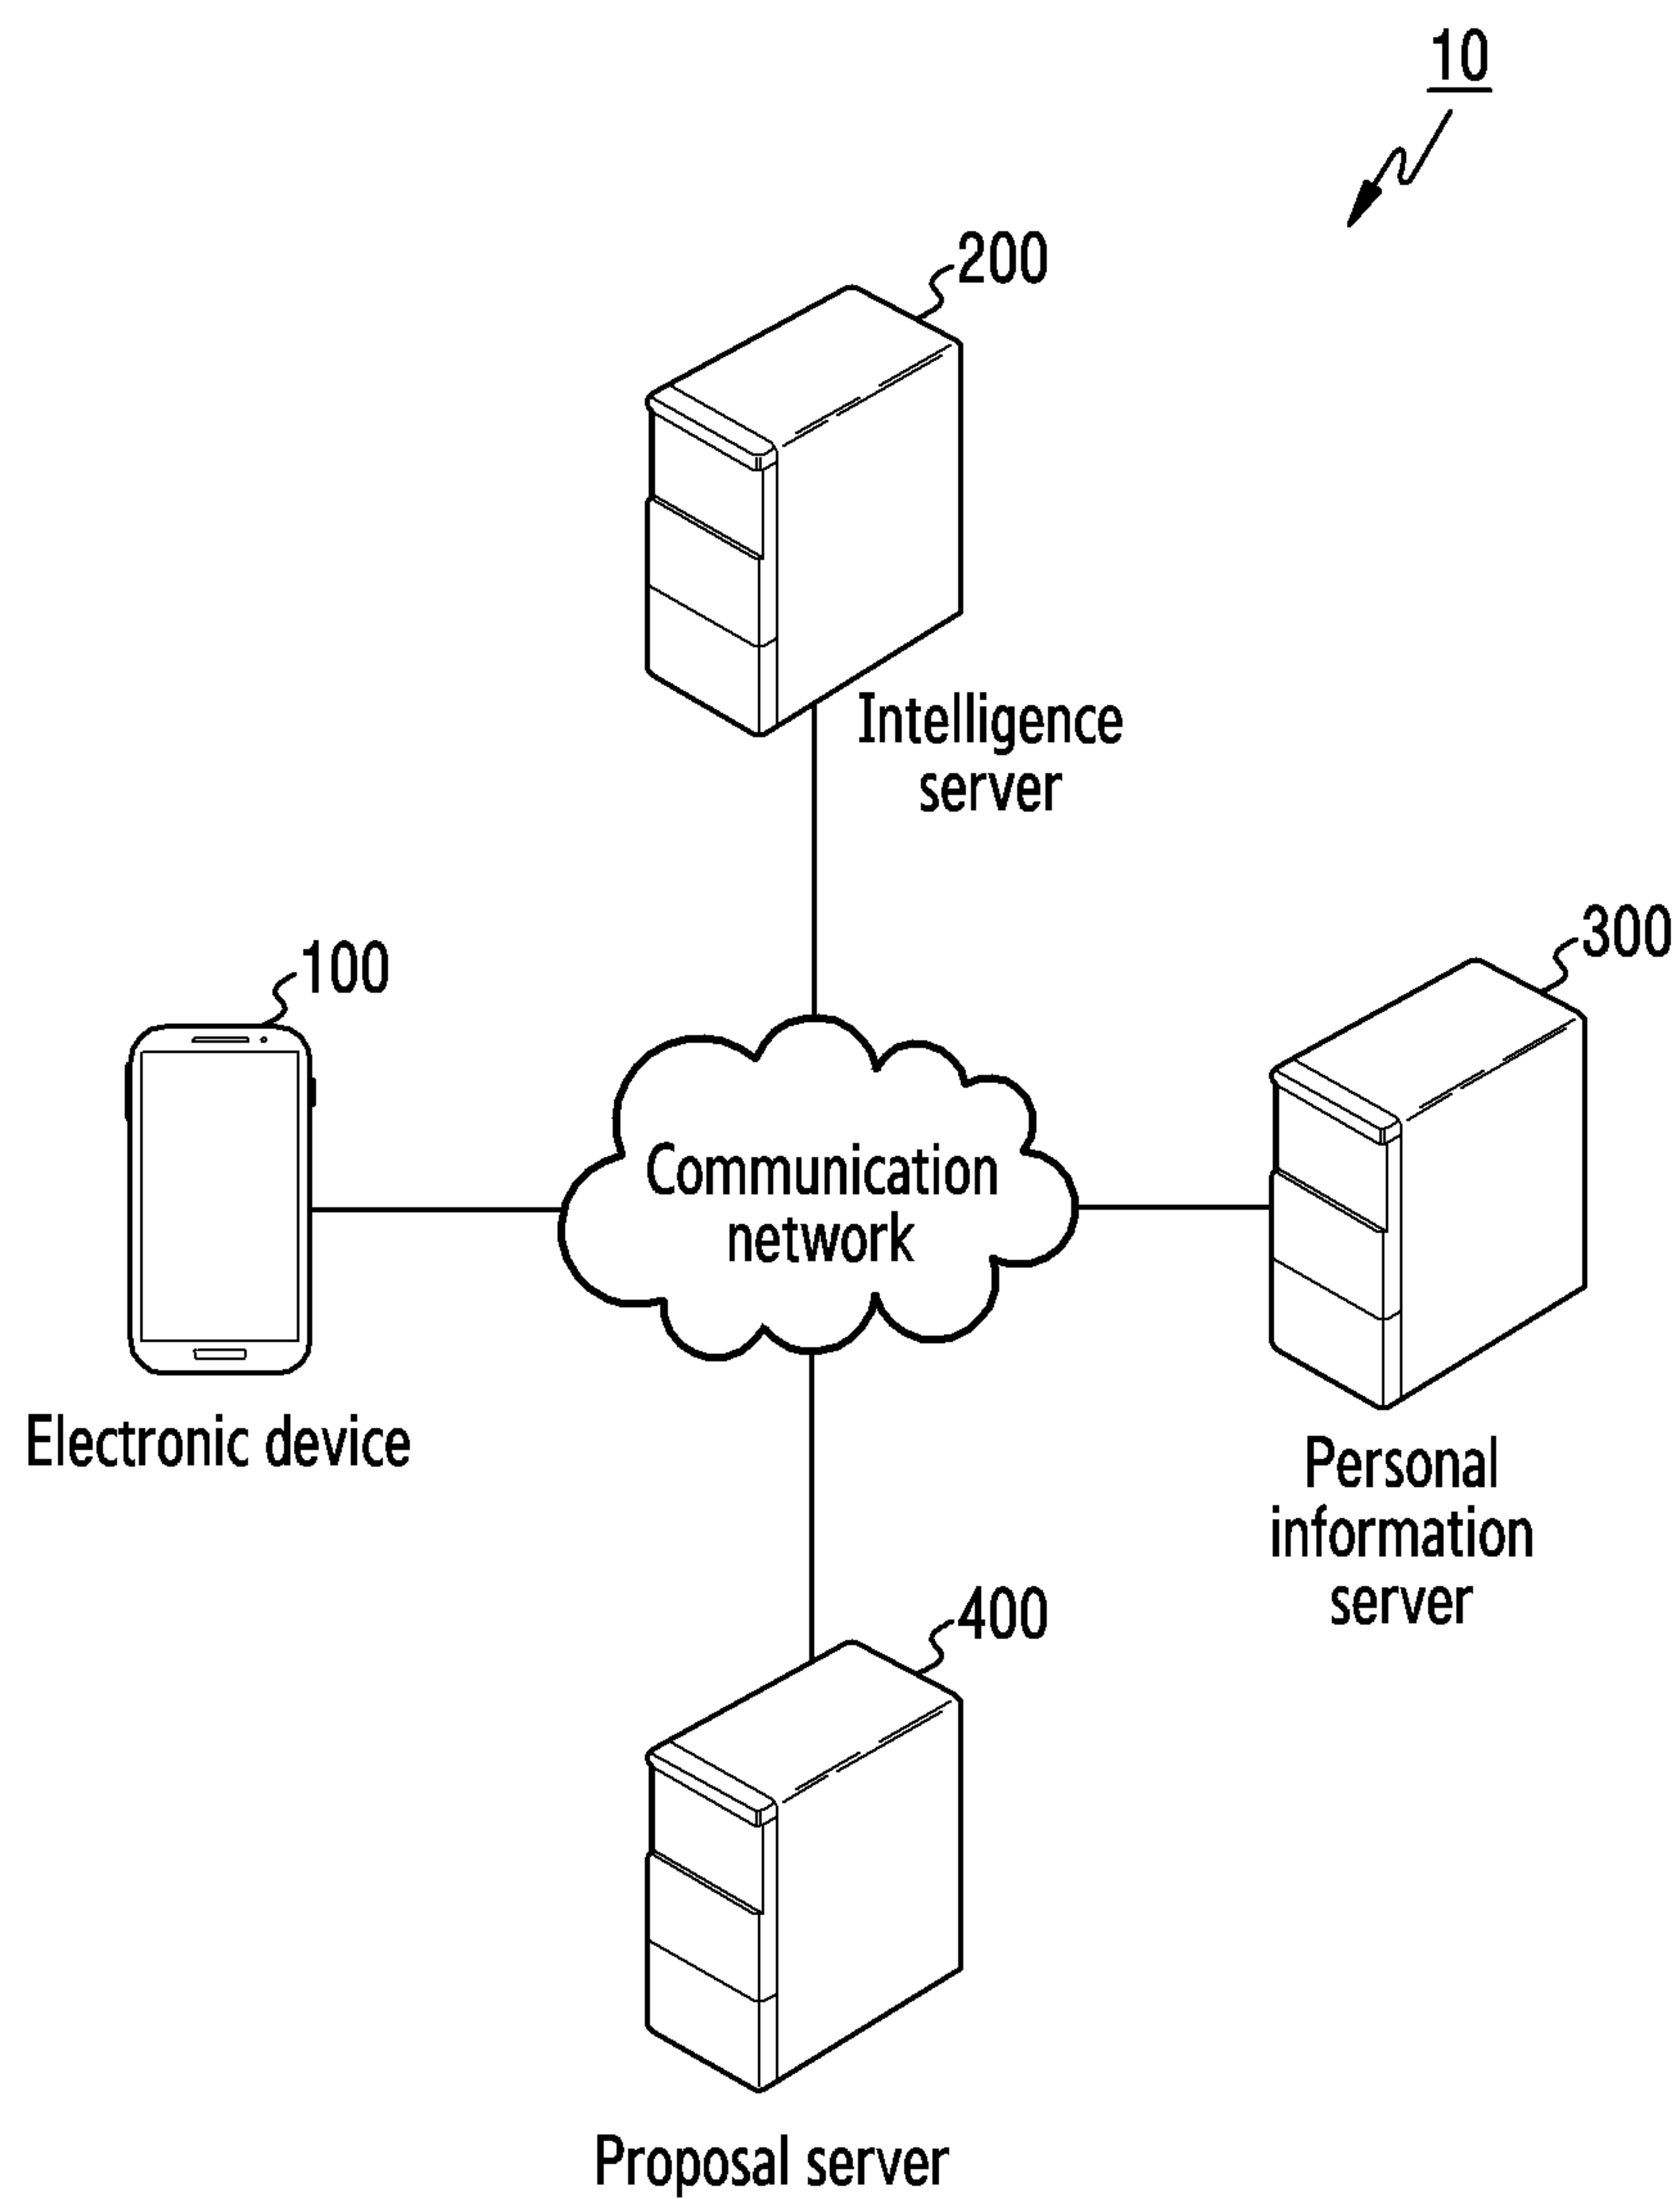 10
200
Intelligence
server
300
100
Communication
network
Electronic device
Personal
information
server
400
Proposal server